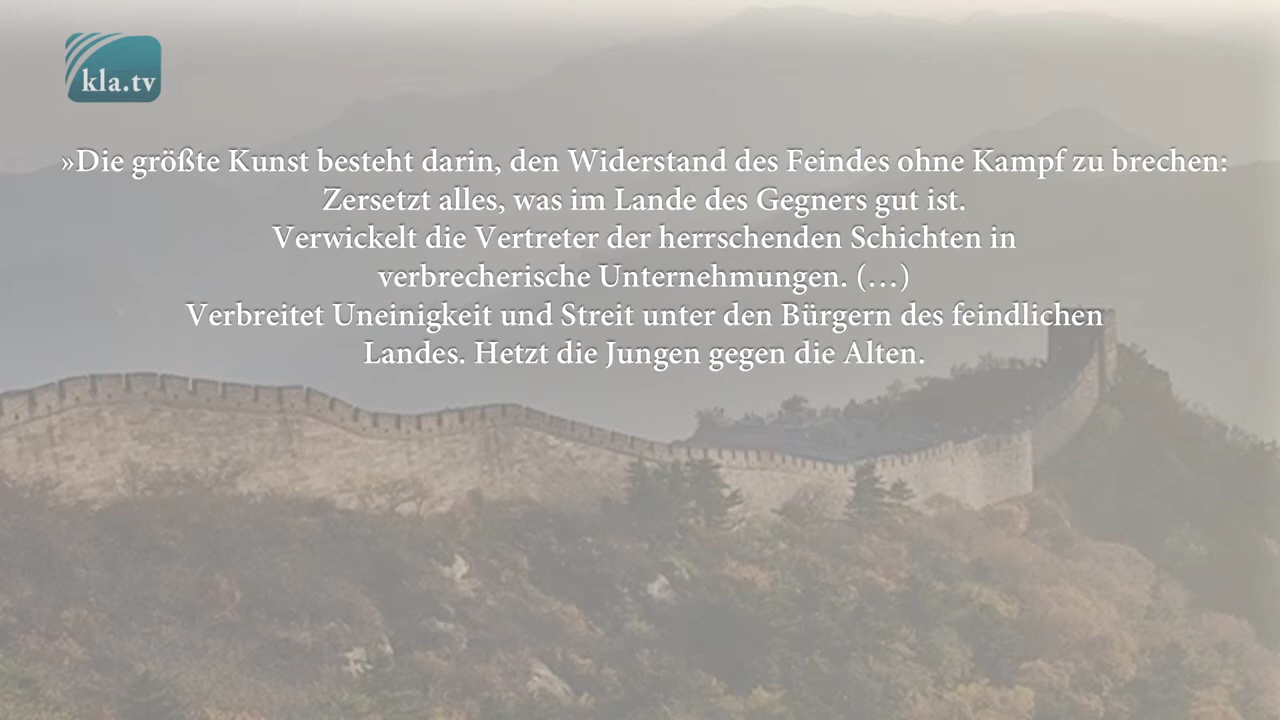 kla.tv
»Die größte Kunst besteht darin, den Widerstand des Feindes ohne Kampf zu brechen:
Zersetzt alles, was im Lande des Gegners gut ist.
Verwickelt die Vertreter der herrschenden Schichten in
verbrecherische Unternehmungen. (…)
Verbreitet Uneinigkeit und Streit unter den Bürgern des feindlichen
Landes. Hetzt die Jungen gegen die Alten.